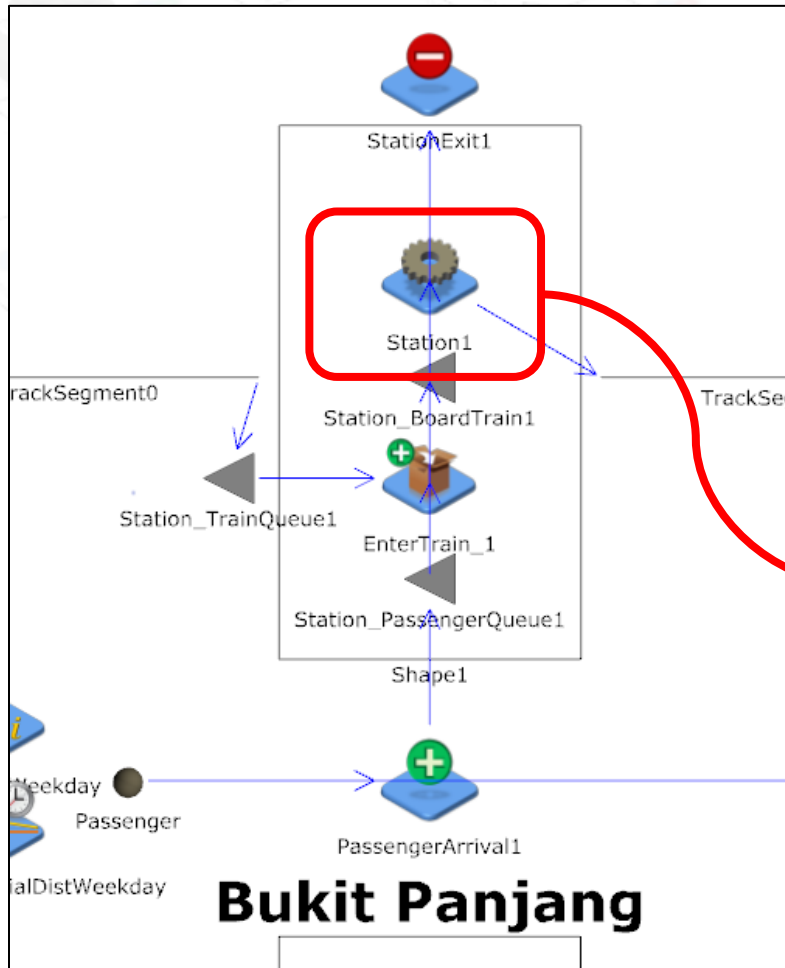 StationExit1
Station1
rackSegment0
TrackSe
Station_BoardTrain1
Station_TrainQueue1
EnterTrain_1
Station_PassengerQueue1
Shape1
Weekday
Passenger
PassengerArrival1
ialDistWeekday
Bukit Panjang